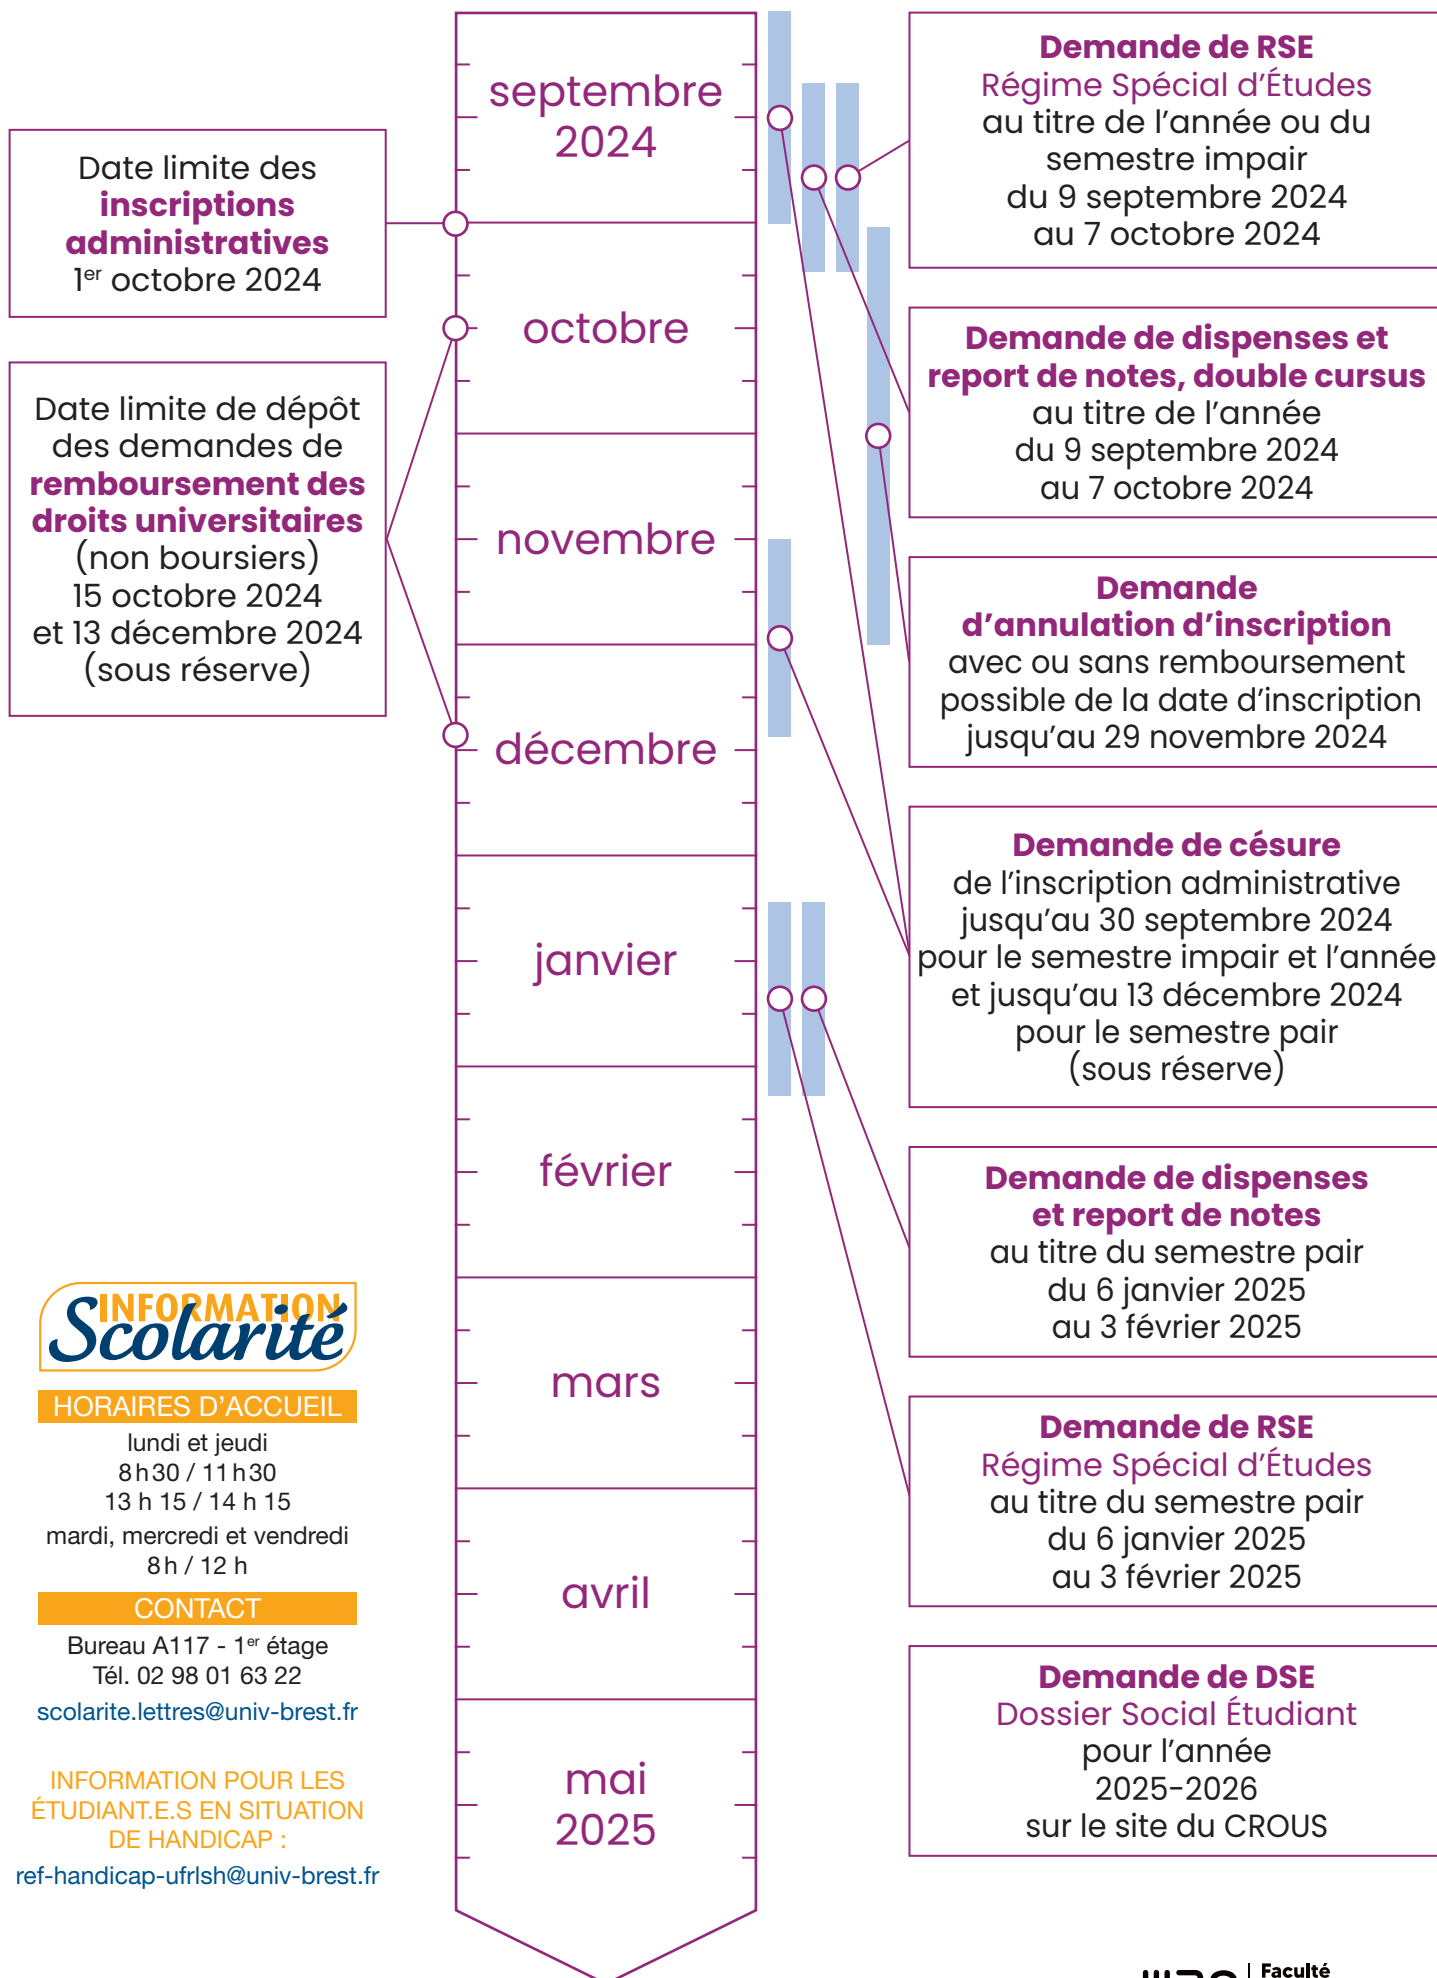 septembre
2024
octobre
novembre
décembre
janvier
février
mars
avril
mai
2025
Date limite des
inscriptions
administratives
1er octobre 2024
Date limite de dépôt
des demandes de
remboursement des
droits universitaires
(non boursiers)
15 octobre 2024
et 13 décembre 2024
(sous réserve)
Demande de RSE
Régime Spécial d’Études
au titre de l’année ou du
semestre impair
du 9 septembre 2024
au 7 octobre 2024
Demande de dispenses et
report de notes, double cursus
au titre de l’année
du 9 septembre 2024
au 7 octobre 2024
Demande
d’annulation d’inscription
avec ou sans remboursement
possible de la date d’inscription
jusqu’au 29 novembre 2024
Demande de césure
de l’inscription administrative
jusqu’au 30 septembre 2024
pour le semestre impair et l’année
et jusqu’au 13 décembre 2024
pour le semestre pair
(sous réserve)
Demande de dispenses
et report de notes
au titre du semestre pair
du 6 janvier 2025
au 3 février 2025
Demande de RSE
Régime Spécial d’Études
au titre du semestre pair
du 6 janvier 2025
au 3 février 2025
Demande de DSE
Dossier Social Étudiant
pour l’année
2025-2026
sur le site du CROUS
INFORMATION
Scolarité
HORAIRES D’ACCUEIL
lundi et jeudi
8h30 / 11h30
13 h 15 / 14 h 15
mardi, mercredi et vendredi
8h / 12 h
CONTACT
Bureau A117 - 1er étage
Tél. 02 98 01 63 22
scolarite.lettres@univ-brest.fr
INFORMATION POUR LES
ÉTUDIANT.E.S EN SITUATION
DE HANDICAP :
ref-handicap-ufrlsh@univ-brest.fr
Faculté